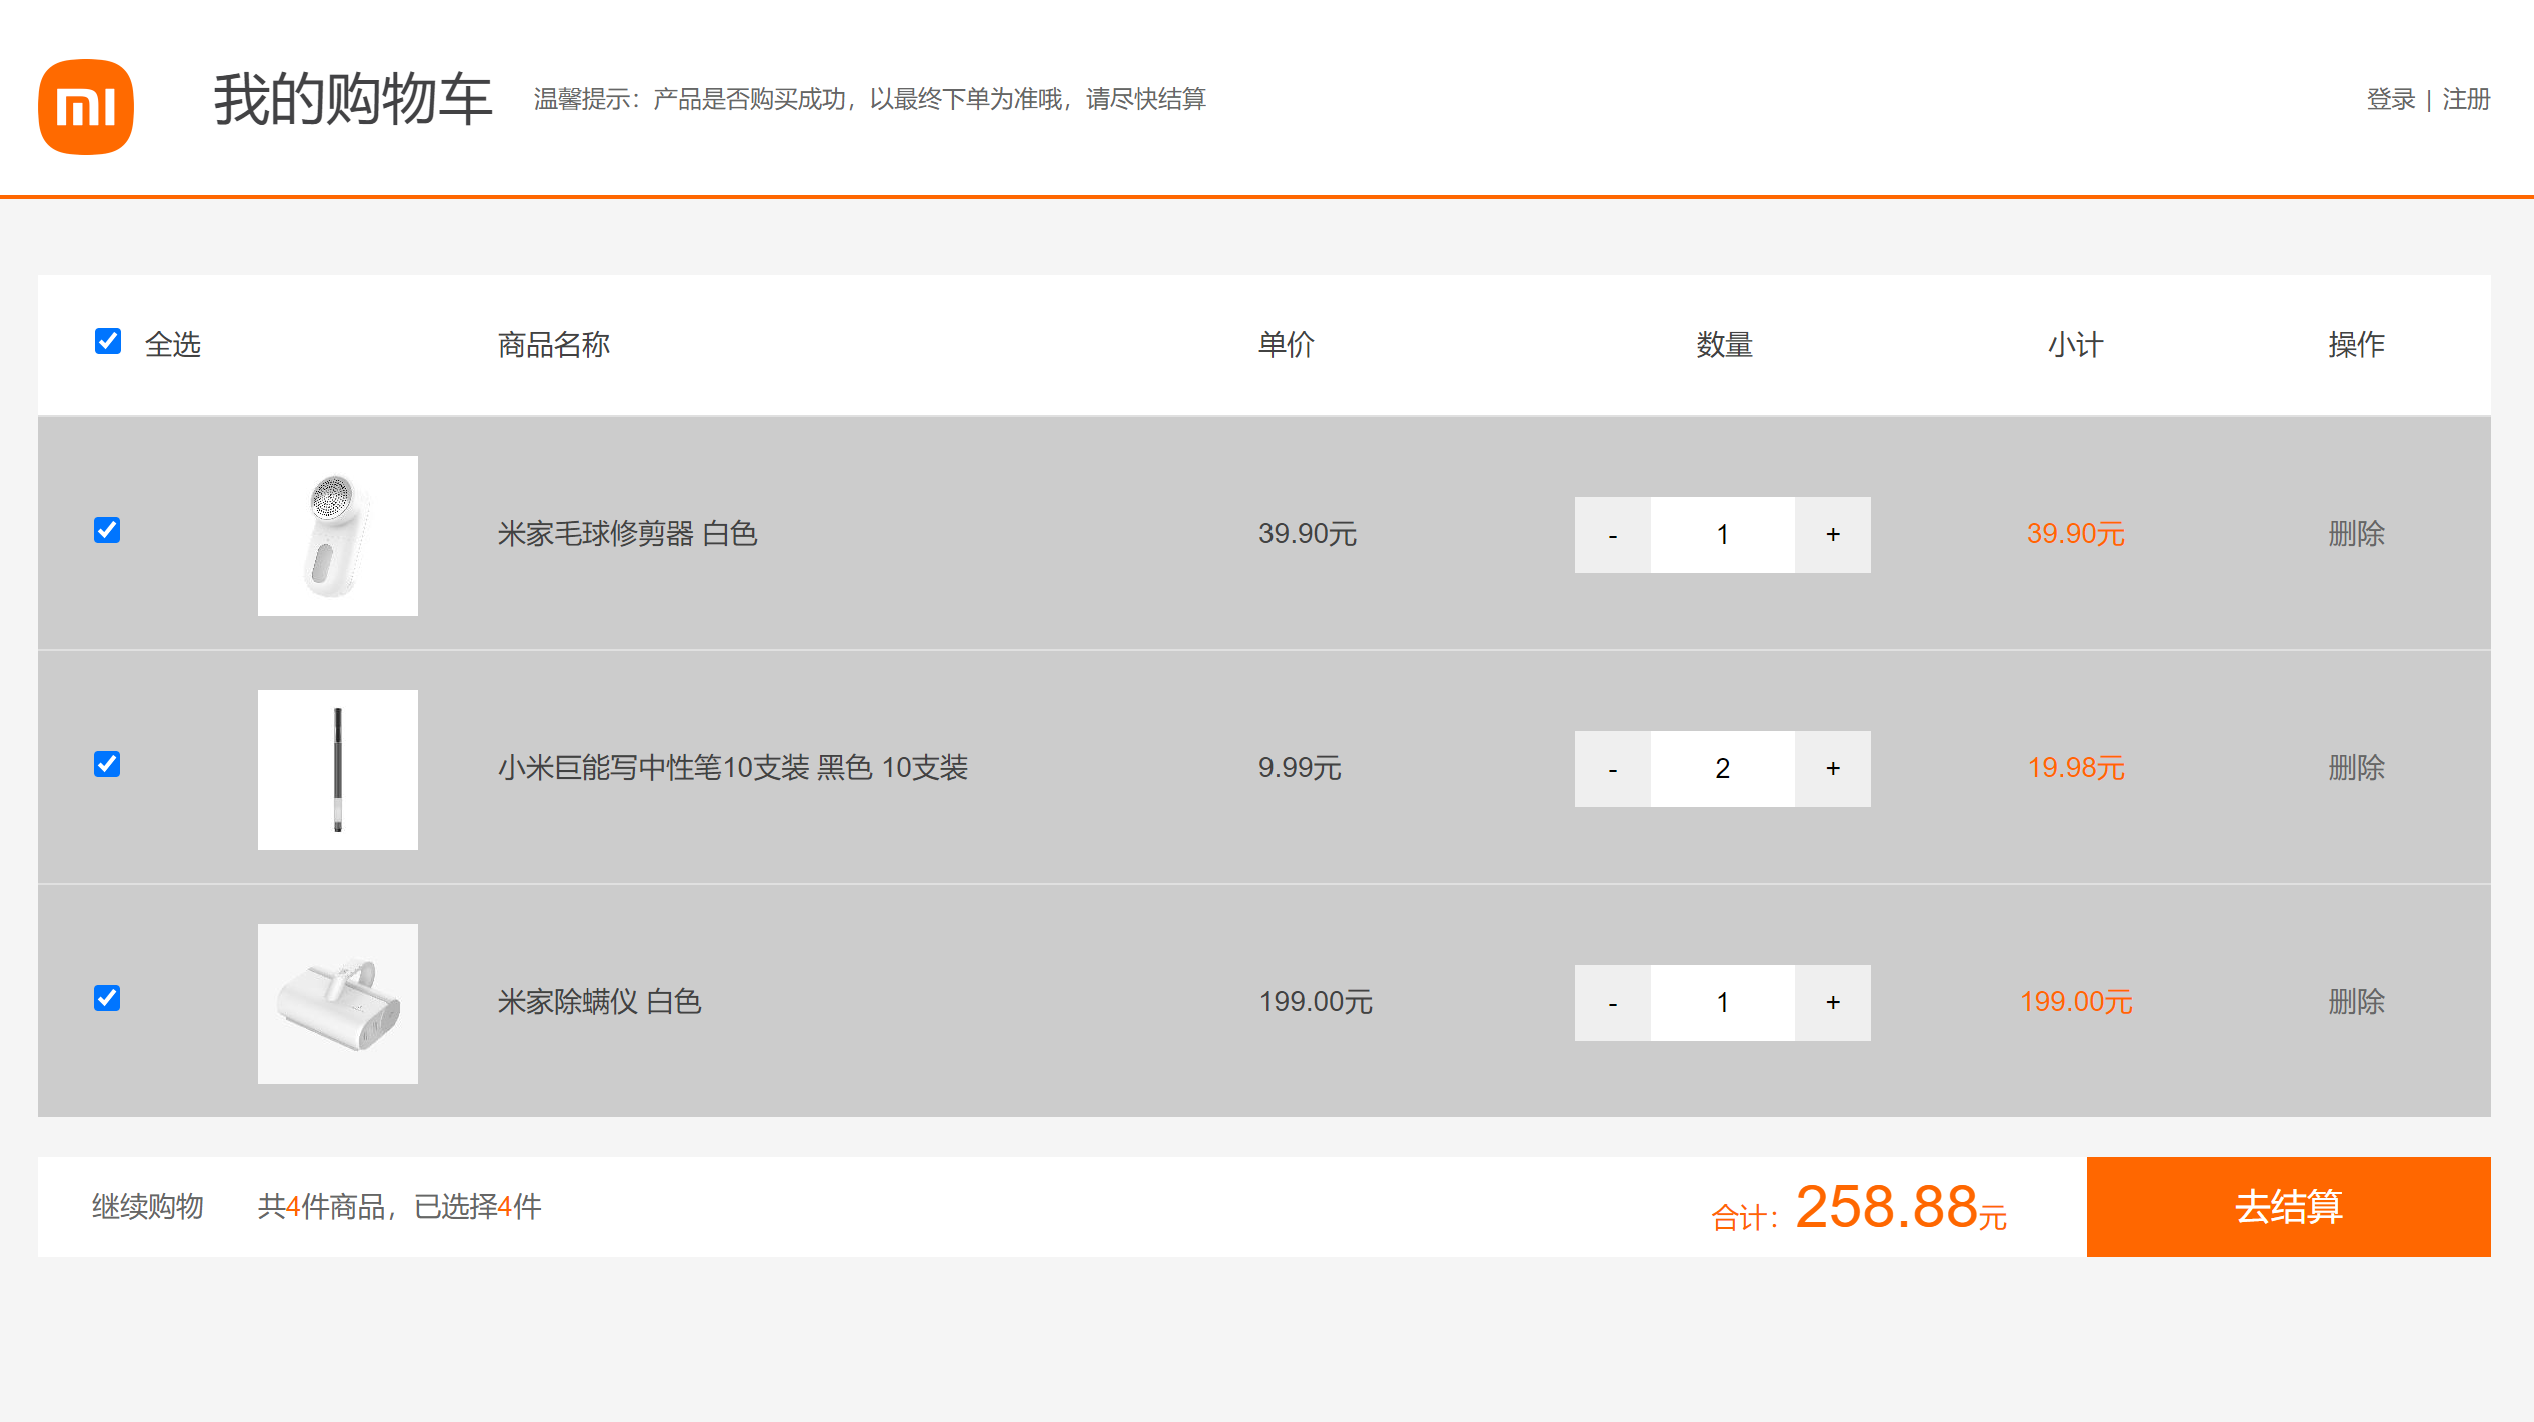 mi
我的购物车 温馨提示：产品是否购买成功，以最终下单为准哦，请尽快结算 登录 | 注册
全选 商品名称 单价 数量 小计 操作
米家毛球修剪器 白色 39.90元 - 1 + 39.90元 删除
小米巨能写中性笔10支装 黑色 10支装 9.99元 - 2 + 19.98元 删除
米家除螨仪 白色 199.00元 - 1 + 199.00元 删除
继续购物 共4件商品，已选择4件 合计：258.88元 去结算